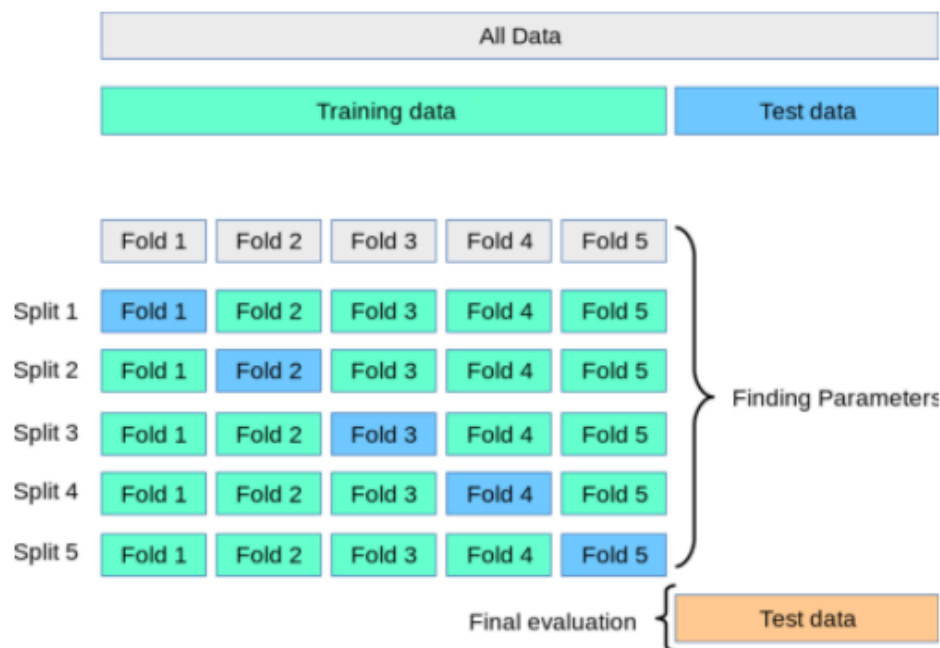 All Data
Training data Test data
Fold 1 Fold 2 Fold 3 Fold 4 Fold 5
Split 1 Fold 1 Fold 2 Fold 3 Fold 4 Fold 5
Split 2 Fold 1 Fold 2 Fold 3 Fold 4 Fold 5
Finding Parameters
Split 3 Fold 1 Fold 2 Fold 3 Fold 4 Fold 5
Split 4 Fold 1 Fold 2 Fold 3 Fold 4 Fold 5
Split 5 Fold 1 Fold 2 Fold 3 Fold 4 Fold 5
Final evaluation Test data